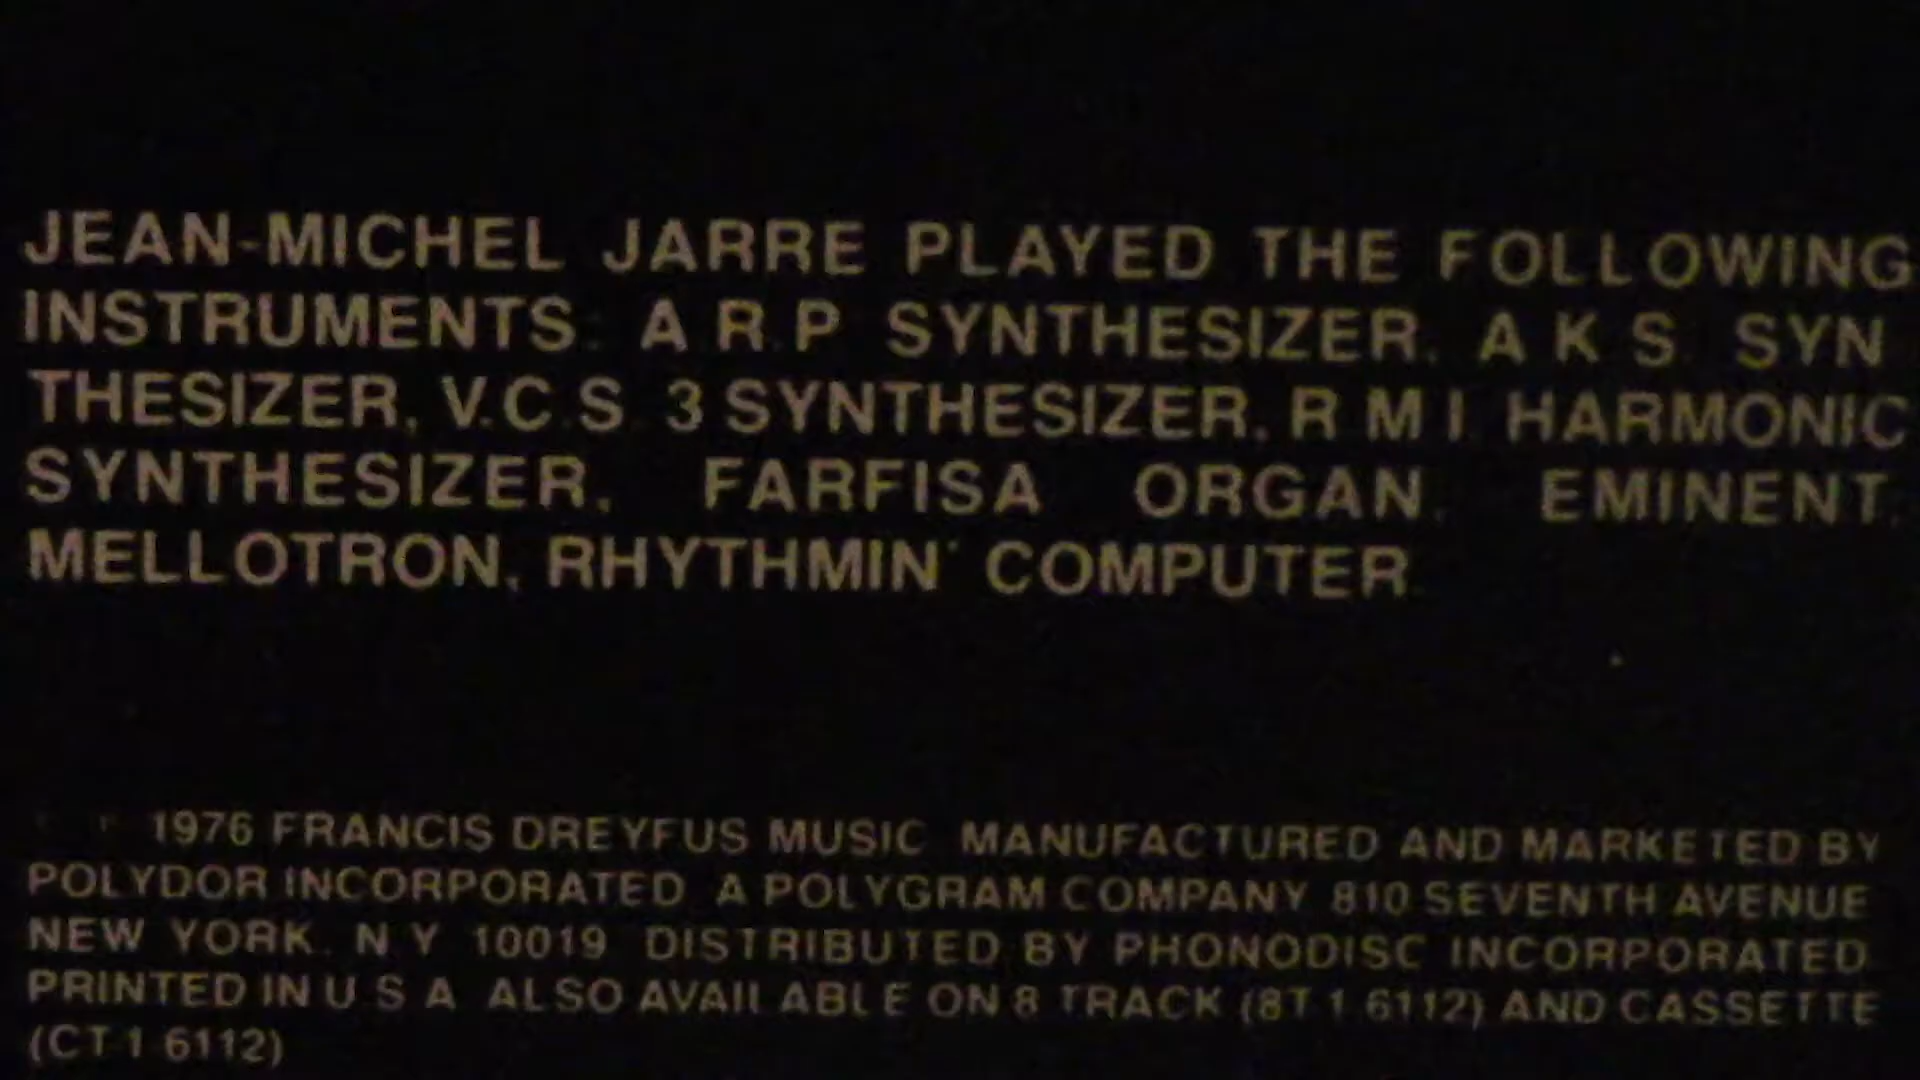 JEAN-MICHEL JARRE PLAYED THE FOLLOWING
INSTRUMENTS: A.R.P. SYNTHESIZER, A.K.S. SYN
THESIZER, V.C.S. 3 SYNTHESIZER, R.M.I. HARMONIC
SYNTHESIZER, FARFISA ORGAN, EMINENT,
MELLOTRON, RHYTHMIN' COMPUTER.
1976 FRANCIS DREYFUS MUSIC MANUFACTURED AND MARKETED BY
POLYDOR INCORPORATED A POLYGRAM COMPANY 810 SEVENTH AVENUE
NEW YORK, N Y 10019 DISTRIBUTED BY PHONODISC INCORPORATED
PRINTED IN U S A ALSO AVAILABLE ON 8 TRACK (8T 1 6112) AND CASSETTE
(CT 1 6112)